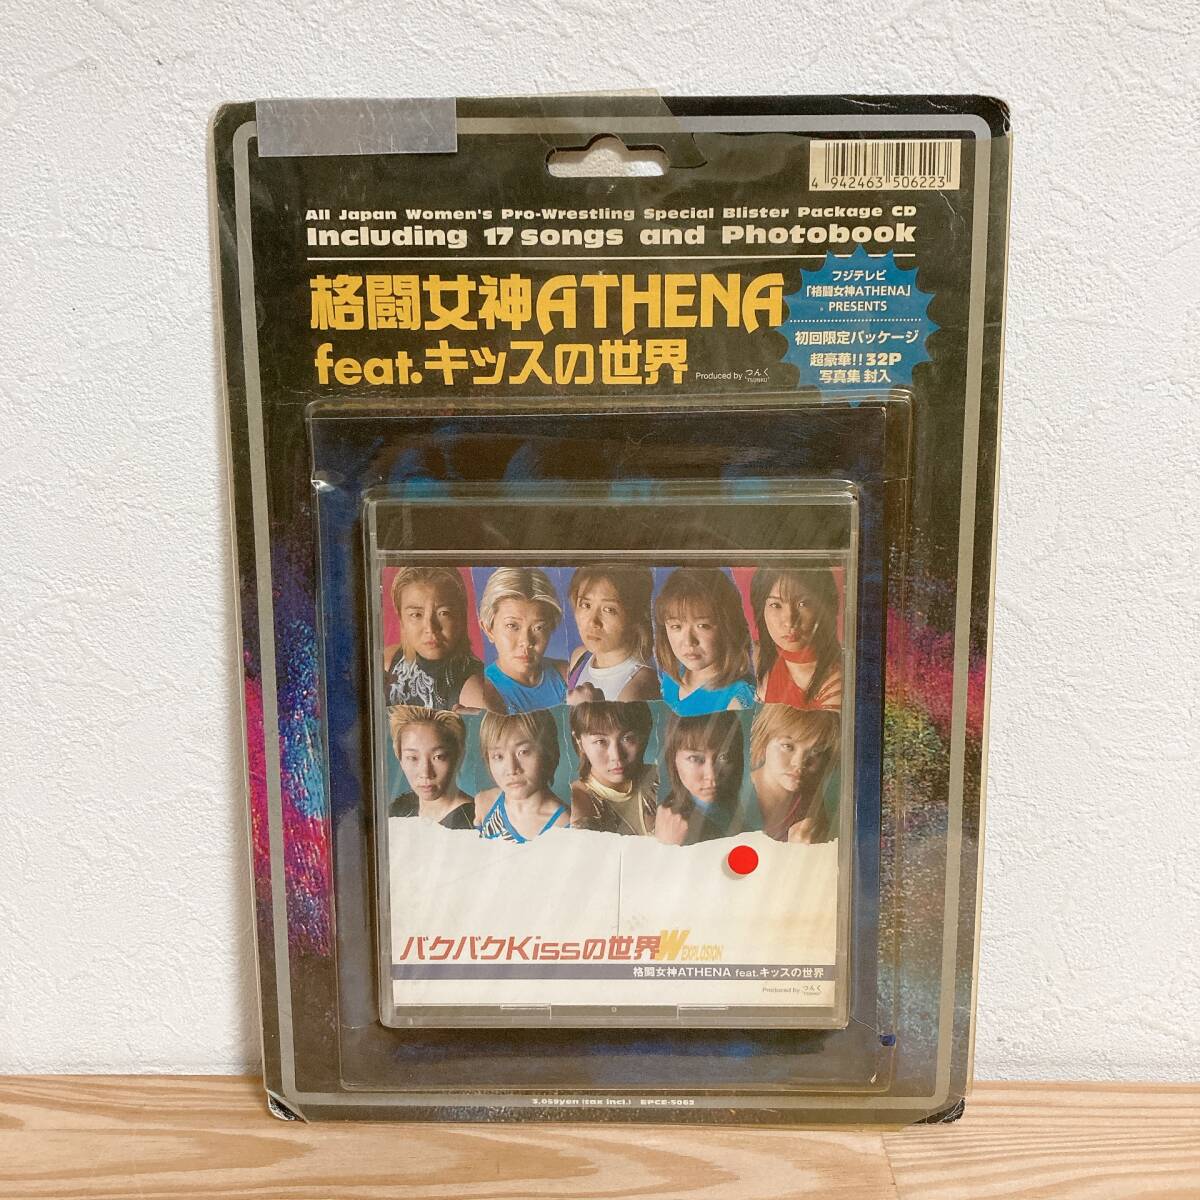 4 942463 506223
All Japan Women's Pro-Wrestling Special Blister Package CD
Including 17 songs and Photobook
格闘女神ATHENA
feat.キッスの世界
Produced by つんく
"TSUNKU"
フジテレビ
「格闘女神ATHENA」
PRESENTS
初回限定パッケージ
超豪華!! 32P
写真集 封入
バクバクKissの世界 W EXPLOSION
格闘女神ATHENA feat.キッスの世界
Produced by つんく
"TSUNKU"
3,059yen (tax incl.) EPCE-5062